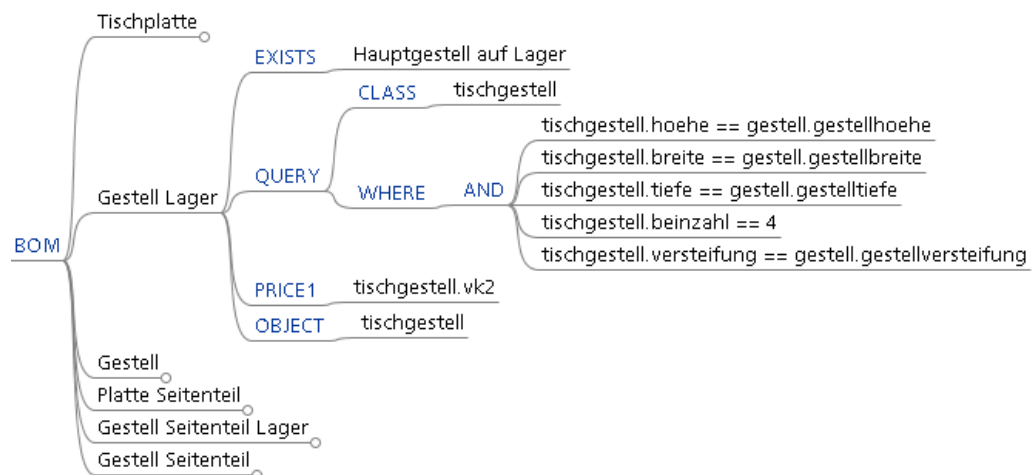 Tischplatte
EXISTS
Hauptgestell auf Lager
CLASS
tischgestell
tischgestell.hoehe == gestell.gestellhoehe
tischgestell.breite == gestell.gestellbreite
QUERY
WHERE
AND
tischgestell.tiefe == gestell.gestelltiefe
Gestell Lager
tischgestell.beinzahl == 4
BOM
tischgestell.versteifung == gestell.gestellversteifung
PRICE1
tischgestell.vk2
OBJECT
tischgestell
Gestell
Platte Seitenteil
Gestell Seitenteil Lager
Gestell Seitenteil